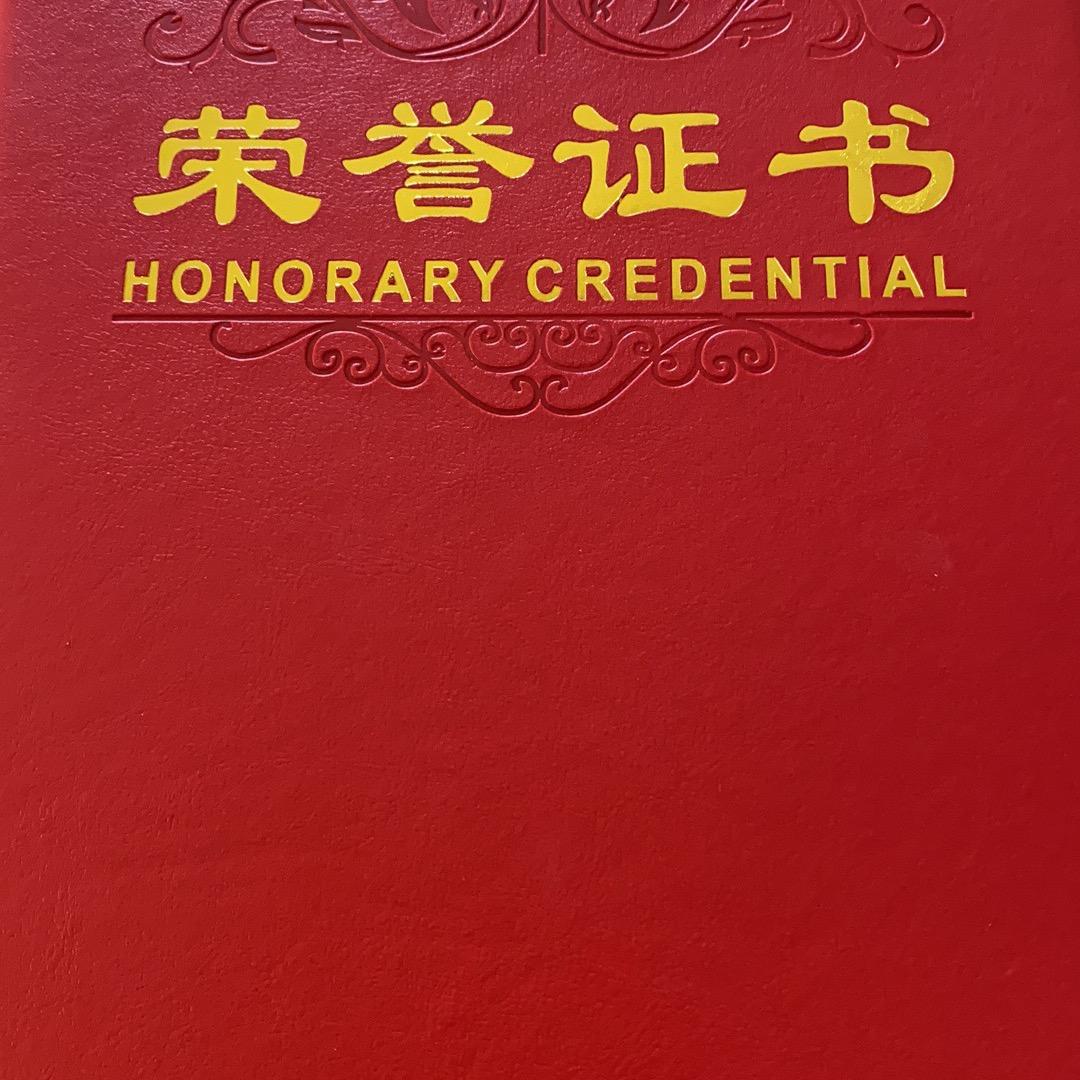 荣誉证书
HONORARY CREDENTIAL